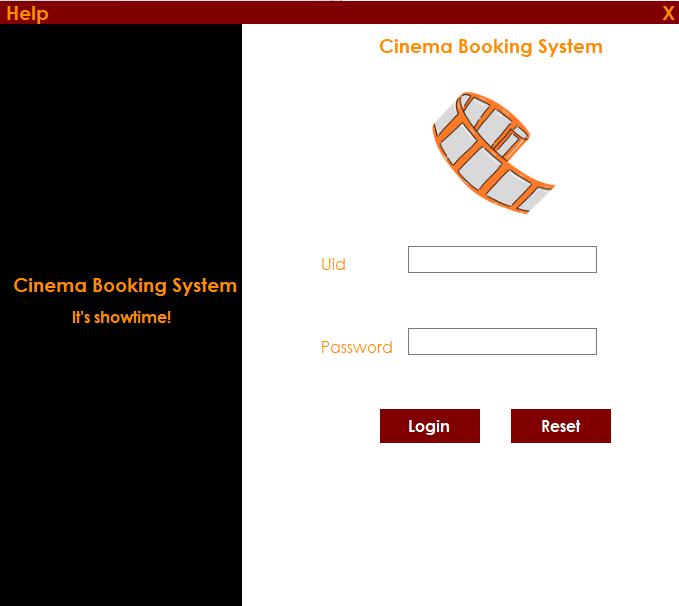 Help
X
Cinema Booking System
It's showtime!
Cinema Booking System
Uid
Password
Login
Reset